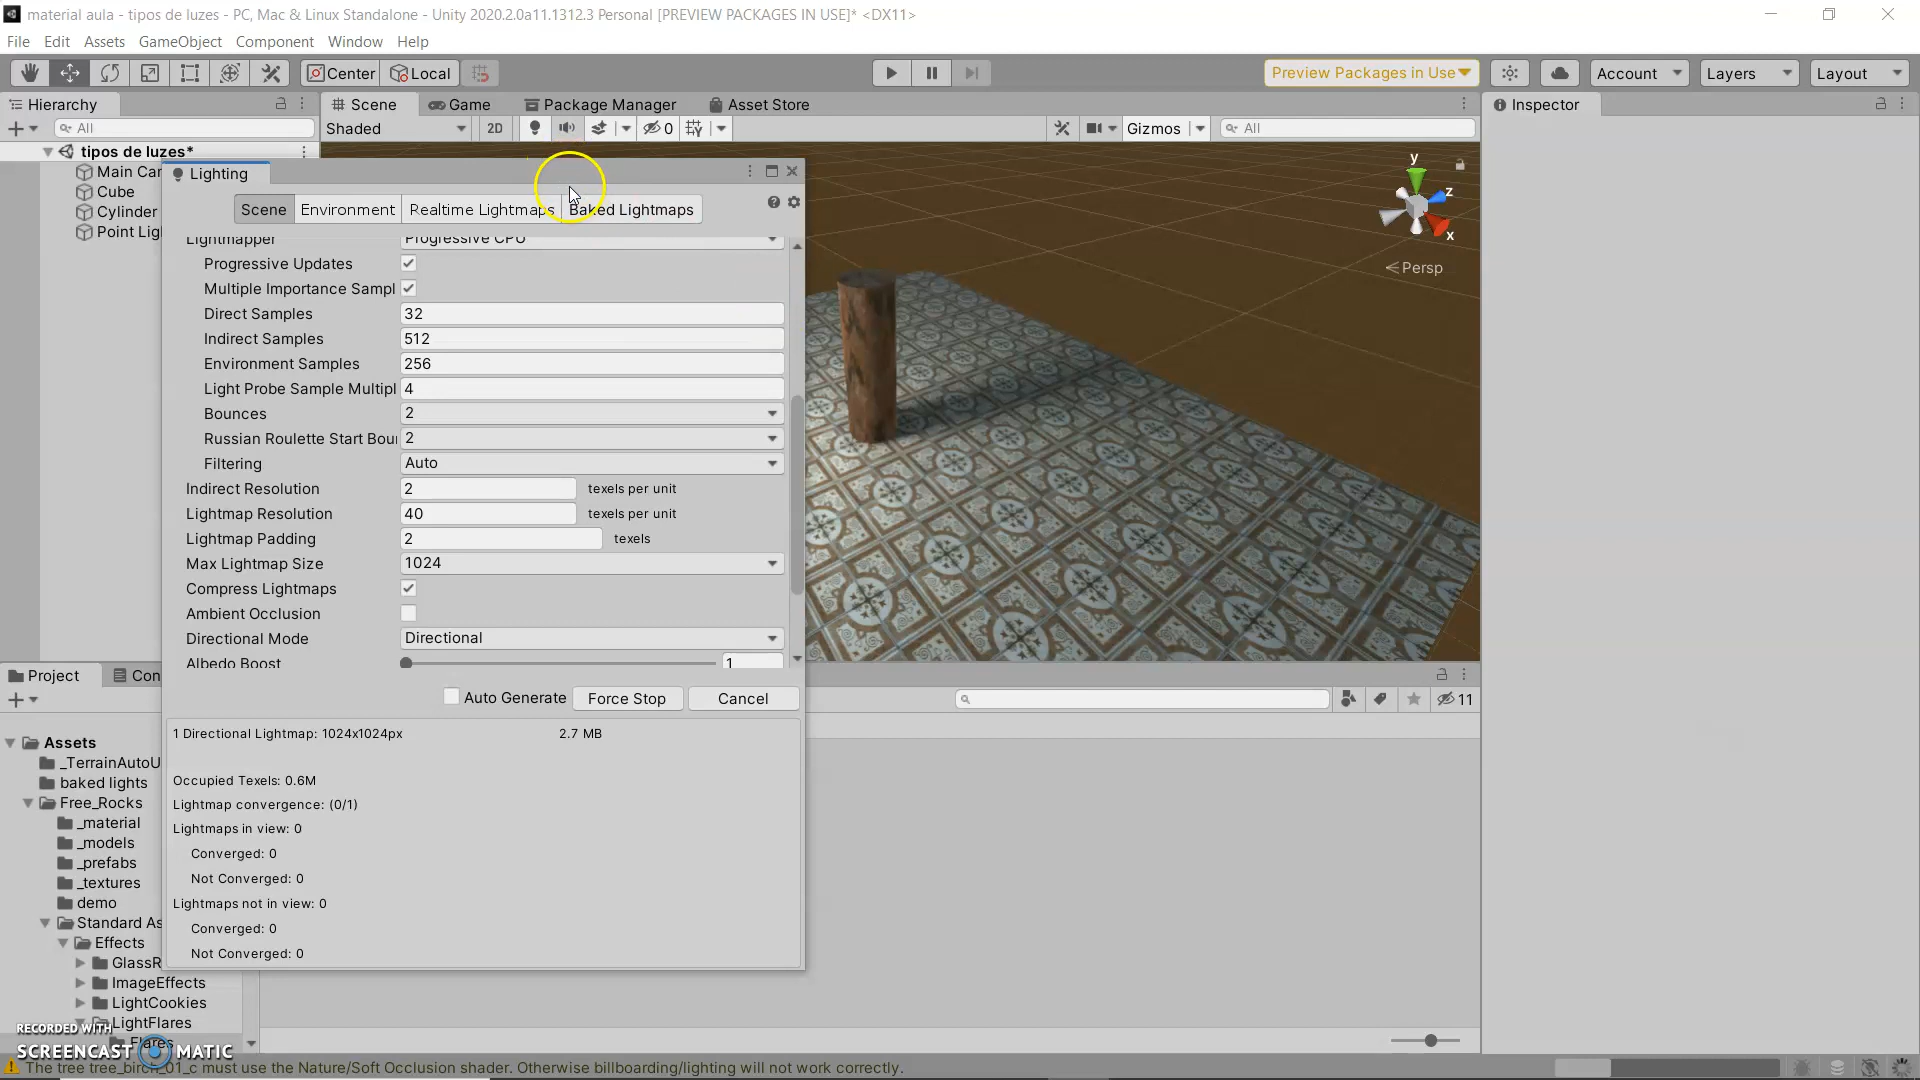 material aula - tipos de luzes - PC, Mac & Linux Standalone - Unity 2020.2.0a11.1312.3 Personal [PREVIEW PACKAGES IN USE]* <DX11>
File Edit Assets GameObject Component Window Help
Center Local Preview Packages in Use Account Layers Layout
Hierarchy Scene Game Package Manager Asset Store Inspector
All Shaded 2D 0 Gizmos All
tipos de luzes*
Main Car
Cube
Cylinder
Point Lig
Lighting
Scene Environment Realtime Lightmaps Baked Lightmaps
Lightmapper Progressive CPU
Progressive Updates
Multiple Importance Sampl
Direct Samples 32
Indirect Samples 512
Environment Samples 256
Light Probe Sample Multipl 4
Bounces 2
Russian Roulette Start Bou 2
Filtering Auto
Indirect Resolution 2 texels per unit
Lightmap Resolution 40 texels per unit
Lightmap Padding 2 texels
Max Lightmap Size 1024
Compress Lightmaps
Ambient Occlusion
Directional Mode Directional
Albedo Boost 1
Auto Generate Force Stop Cancel
1 Directional Lightmap: 1024x1024px 2.7 MB
Occupied Texels: 0.6M
Lightmap convergence: (0/1)
Lightmaps in view: 0
Converged: 0
Not Converged: 0
Lightmaps not in view: 0
Converged: 0
Not Converged: 0
y
z
x
Persp
Project Con
11
Assets
_TerrainAutoU
baked lights
Free_Rocks
_material
_models
_prefabs
_textures
demo
Standard As
Effects
GlassR
ImageEffects
LightCookies
LightFlares
Flares
RECORDED WITH
SCREENCAST MATIC
The tree tree_birch_01_c must use the Nature/Soft Occlusion shader. Otherwise billboarding/lighting will not work correctly.